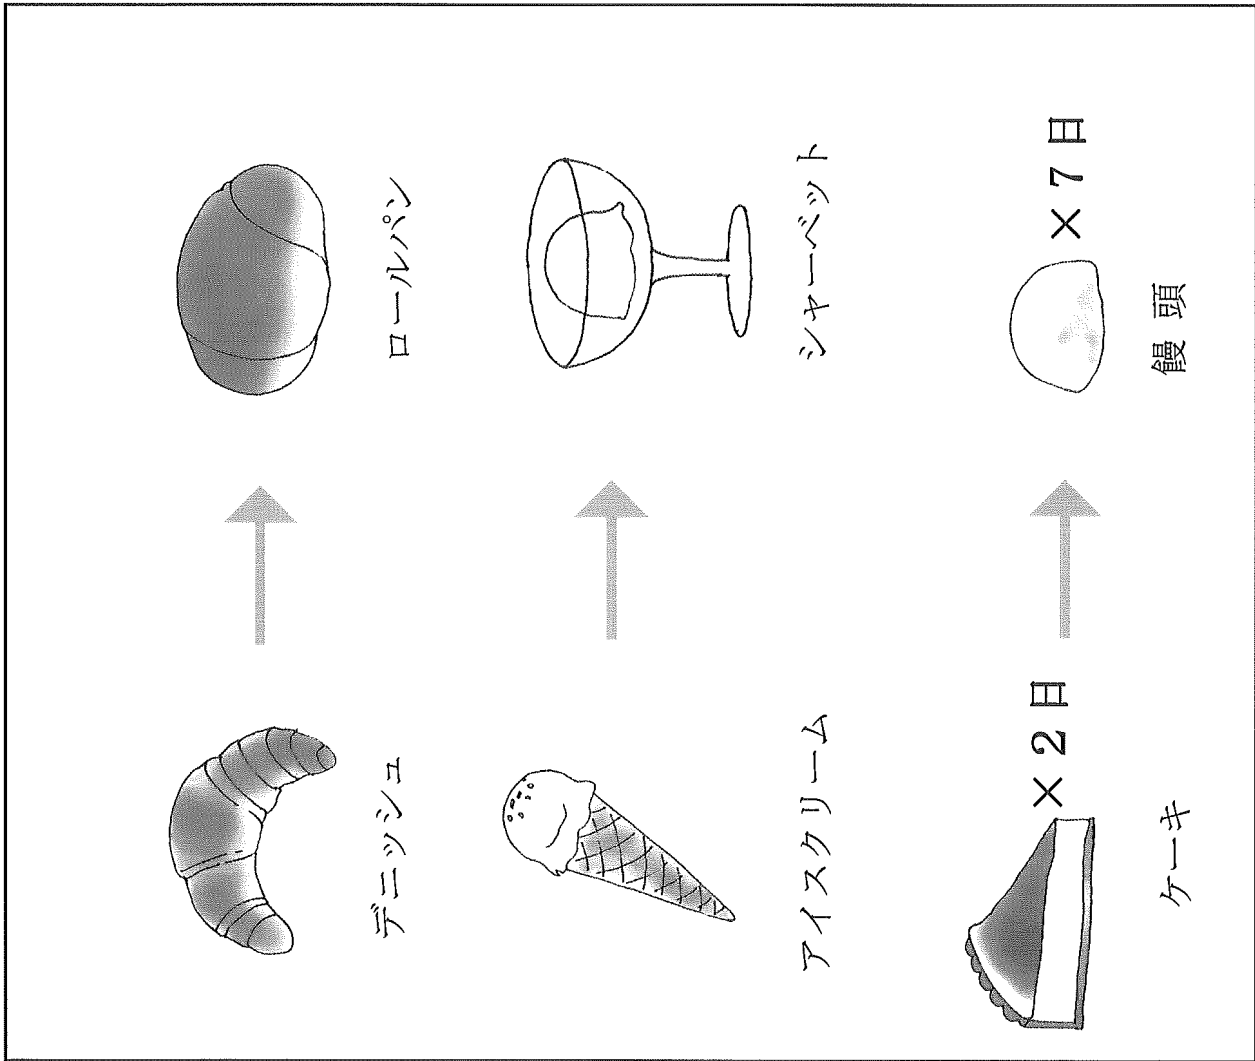 デニッシュ
ロールパン
アイスクリーム
シャーベット
×2日
ケーキ
×7日
饅頭